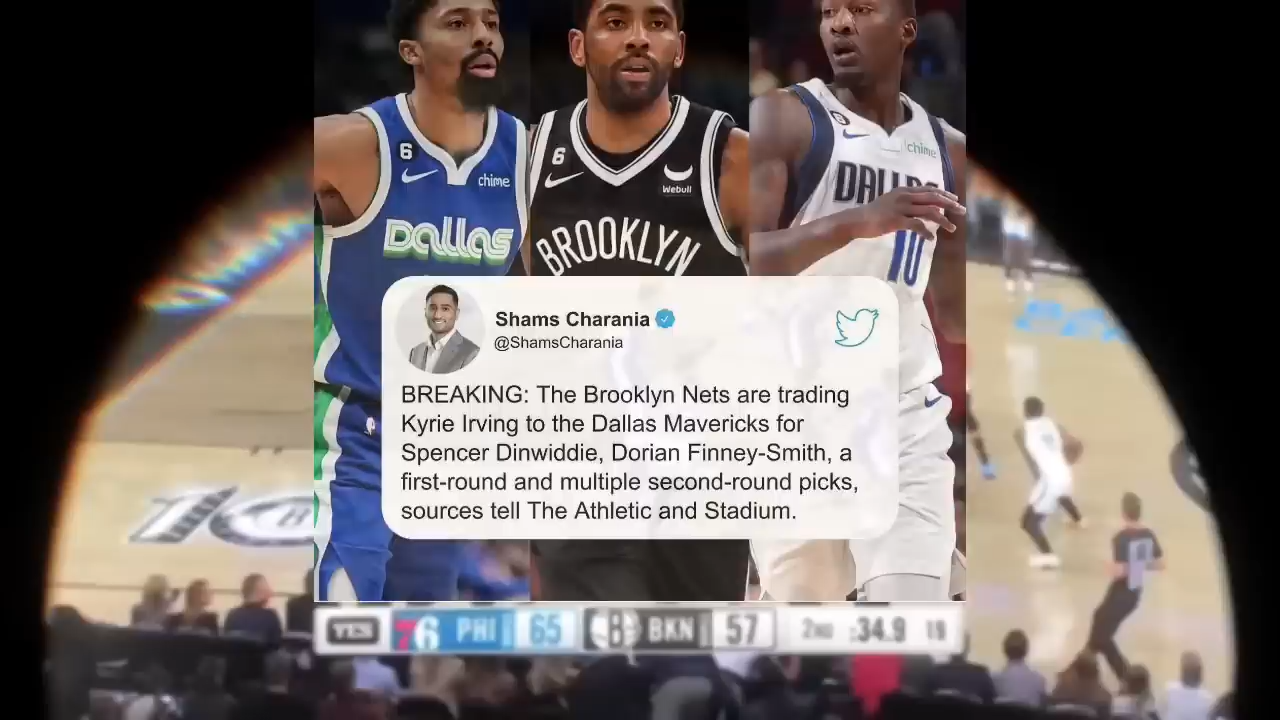 6
chime
Dallas
6
Webull
BROOKLYN
6
chime
DALLAS
10
Shams Charania
@ShamsCharania
BREAKING: The Brooklyn Nets are trading
Kyrie Irving to the Dallas Mavericks for
Spencer Dinwiddie, Dorian Finney-Smith, a
first-round and multiple second-round picks,
sources tell The Athletic and Stadium.
YES 76 PHI 65 B BKN 57 2ND :34.9 19